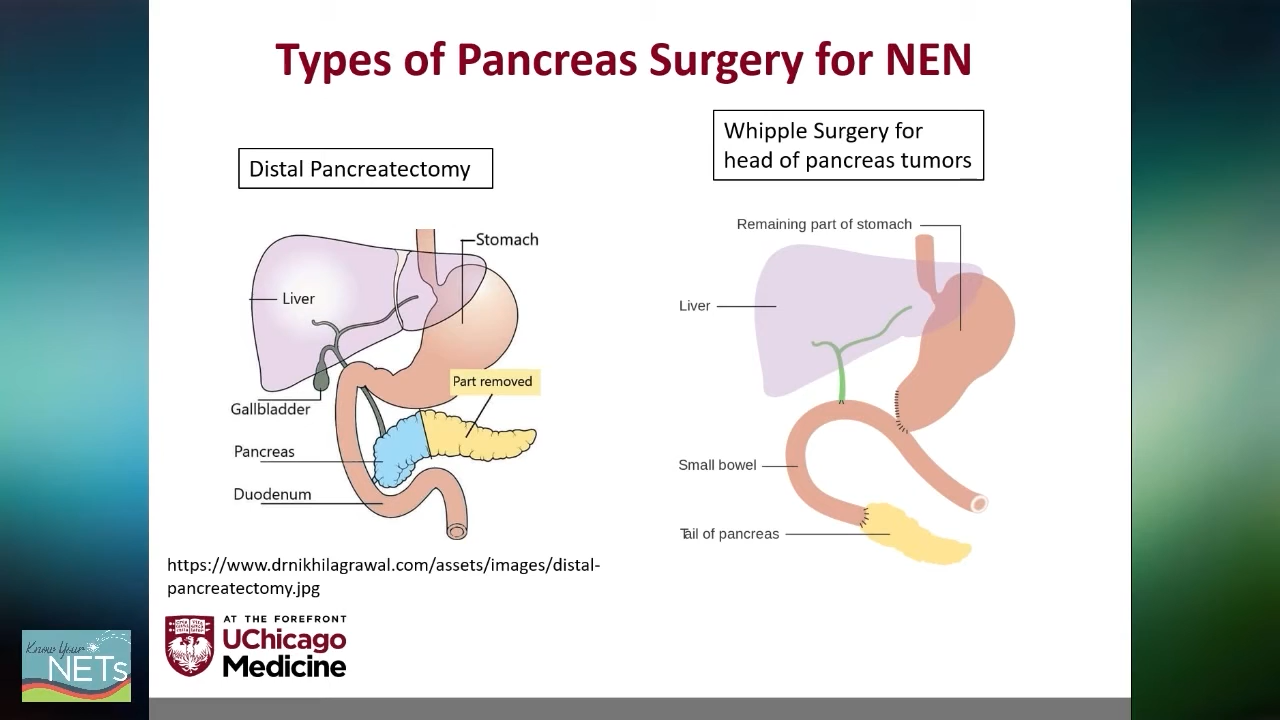 Types of Pancreas Surgery for NEN
Distal Pancreatectomy
Stomach
Liver
Part removed
Gallbladder
Pancreas
Duodenum
https://www.drnikhilagrawal.com/assets/images/distal-
pancreatectomy.jpg
Whipple Surgery for
head of pancreas tumors
Remaining part of stomach
Liver
Small bowel
Tail of pancreas
AT THE FOREFRONT
UChicago
Medicine
Know Your
NETs